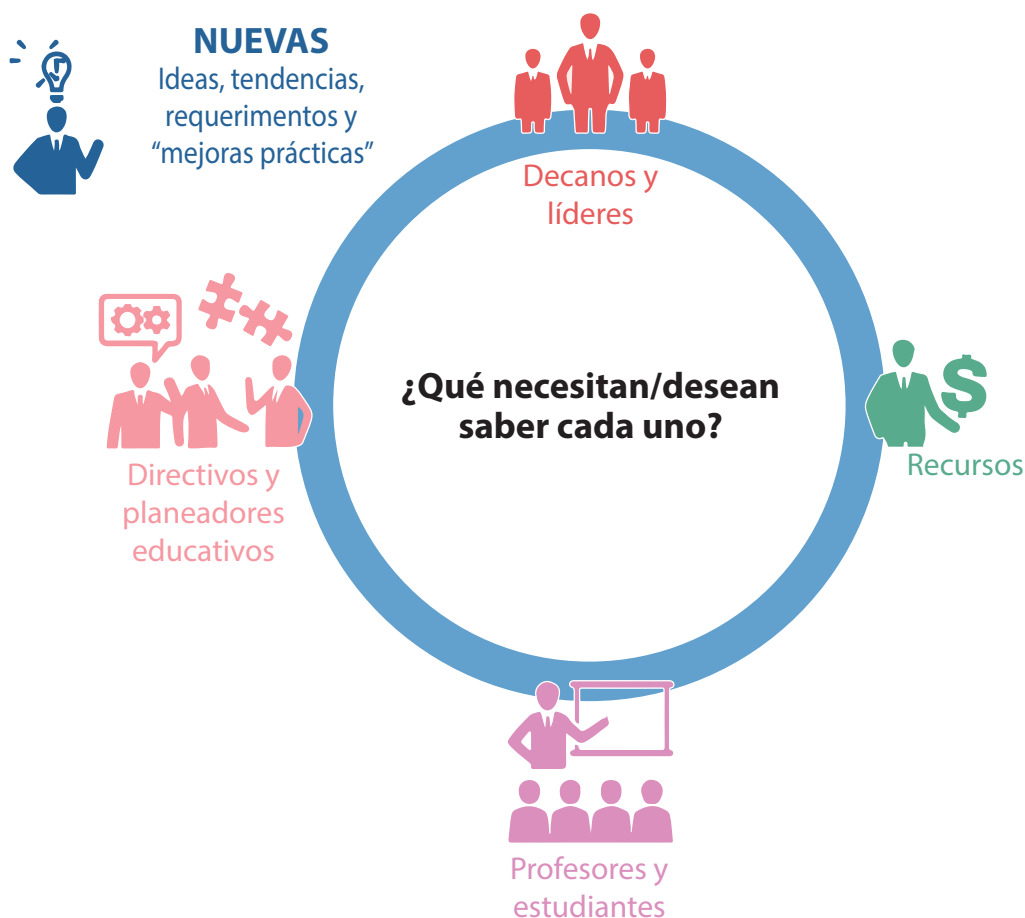 NUEVAS
Ideas, tendencias,
requerimentos y
“mejoras prácticas”
Decanos y
líderes
¿Qué necesitan/desean
saber cada uno?
$
Recursos
Directivos y
planeadores
educativos
Profesores y
estudiantes